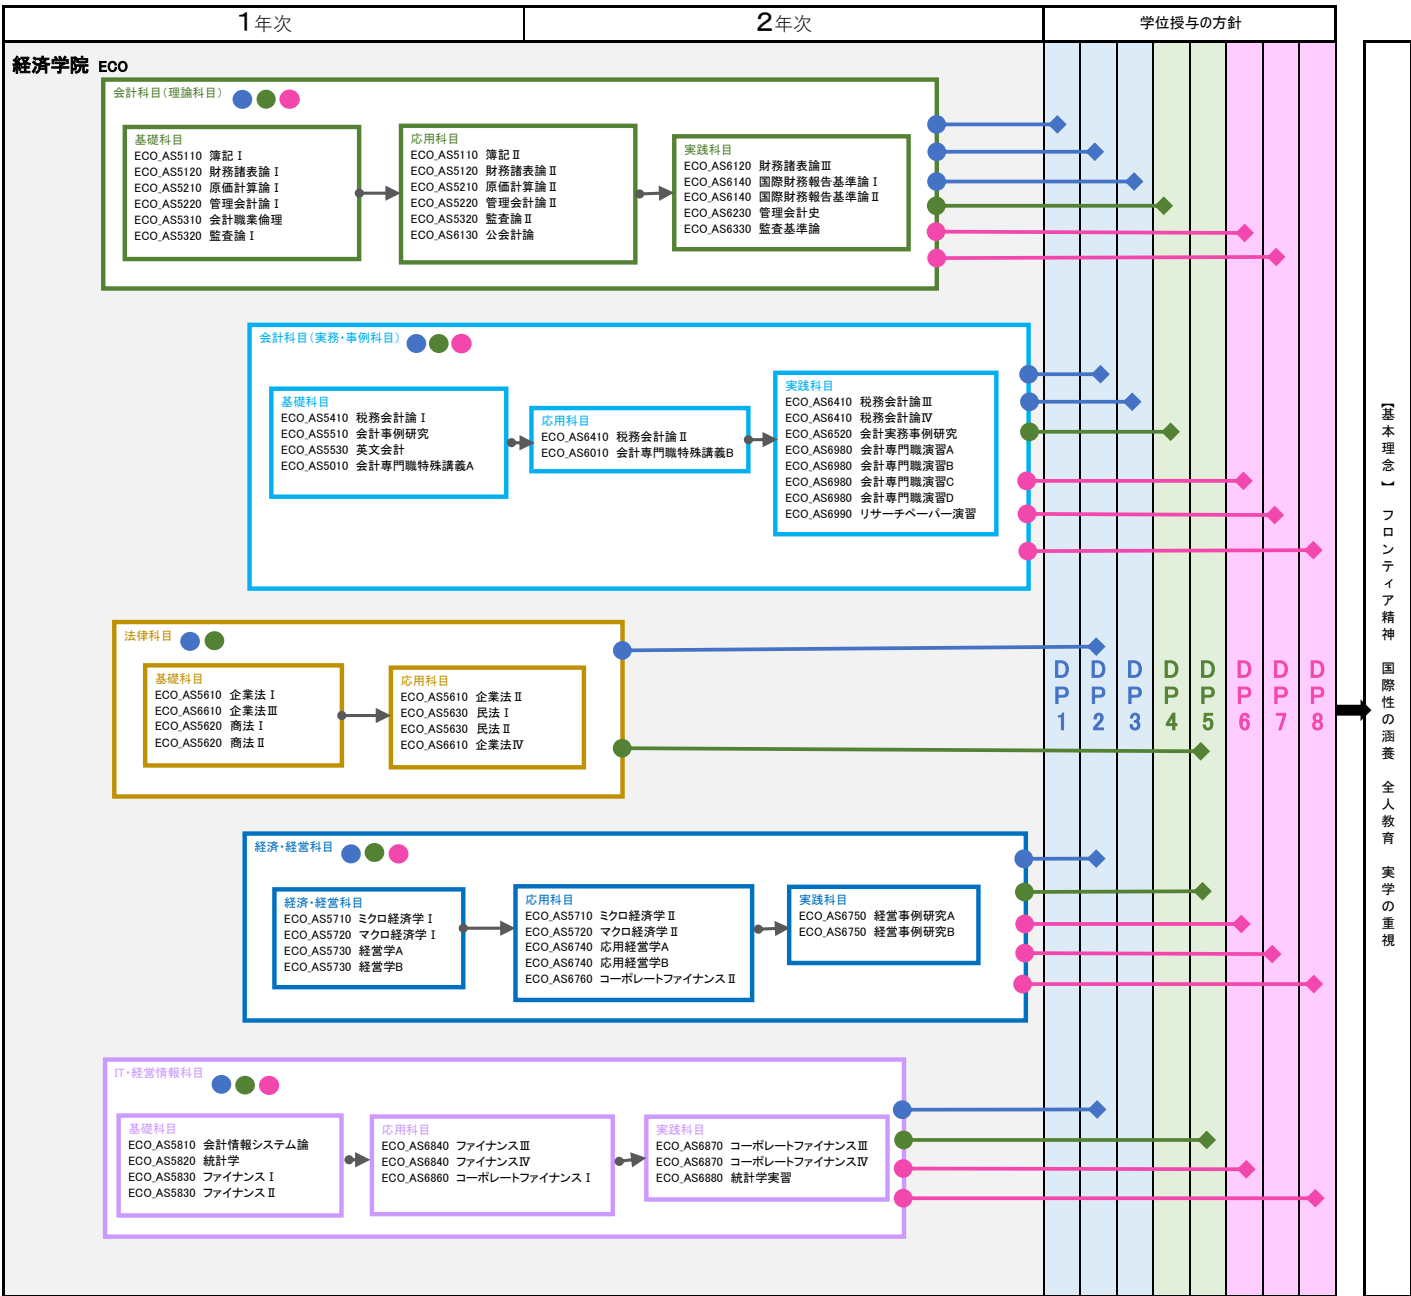 1年次
2年次
学位授与の方針
経済学院 ECO
会計科目(理論科目)
基礎科目
ECO_AS5110 簿記Ⅰ
ECO_AS5120 財務諸表論Ⅰ
ECO_AS5210 原価計算論Ⅰ
ECO_AS5220 管理会計論Ⅰ
ECO_AS5310 会計職業倫理
ECO_AS5320 監査論Ⅰ
応用科目
ECO_AS5110 簿記Ⅱ
ECO_AS5120 財務諸表論Ⅱ
ECO_AS5210 原価計算論Ⅱ
ECO_AS5220 管理会計論Ⅱ
ECO_AS5320 監査論Ⅱ
ECO_AS6130 公会計論
実践科目
ECO_AS6120 財務諸表論Ⅲ
ECO_AS6140 国際財務報告基準論Ⅰ
ECO_AS6140 国際財務報告基準論Ⅱ
ECO_AS6230 管理会計史
ECO_AS6330 監査基準論
会計科目(実務・事例科目)
基礎科目
ECO_AS5410 税務会計論Ⅰ
ECO_AS5510 会計事例研究
ECO_AS5530 英文会計
ECO_AS5010 会計専門職特殊講義A
応用科目
ECO_AS6410 税務会計論Ⅱ
ECO_AS6010 会計専門職特殊講義B
実践科目
ECO_AS6410 税務会計論Ⅲ
ECO_AS6410 税務会計論Ⅳ
ECO_AS6520 会計実務事例研究
ECO_AS6980 会計専門職演習A
ECO_AS6980 会計専門職演習B
ECO_AS6980 会計専門職演習C
ECO_AS6980 会計専門職演習D
ECO_AS6990 リサーチペーパー演習
法律科目
基礎科目
ECO_AS5610 企業法Ⅰ
ECO_AS6610 企業法Ⅲ
ECO_AS5620 商法Ⅰ
ECO_AS5620 商法Ⅱ
応用科目
ECO_AS5610 企業法Ⅱ
ECO_AS5630 民法Ⅰ
ECO_AS5630 民法Ⅱ
ECO_AS6610 企業法Ⅳ
経済・経営科目
経済・経営科目
ECO_AS5710 ミクロ経済学Ⅰ
ECO_AS5720 マクロ経済学Ⅰ
ECO_AS5730 経営学A
ECO_AS5730 経営学B
応用科目
ECO_AS5710 ミクロ経済学Ⅱ
ECO_AS5720 マクロ経済学Ⅱ
ECO_AS6740 応用経営学A
ECO_AS6740 応用経営学B
ECO_AS6760 コーポレートファイナンスⅡ
実践科目
ECO_AS6750 経営事例研究A
ECO_AS6750 経営事例研究B
IT・経営情報科目
基礎科目
ECO_AS5810 会計情報システム論
ECO_AS5820 統計学
ECO_AS5830 ファイナンスⅠ
ECO_AS5830 ファイナンスⅡ
応用科目
ECO_AS6840 ファイナンスⅢ
ECO_AS6840 ファイナンスⅣ
ECO_AS6860 コーポレートファイナンスⅠ
実践科目
ECO_AS6870 コーポレートファイナンスⅢ
ECO_AS6870 コーポレートファイナンスⅣ
ECO_AS6880 統計学実習
DP1
DP2
DP3
DP4
DP5
DP6
DP7
DP8
【基本理念】 フロンティア精神 国際性の涵養 全人教育 実学の重視